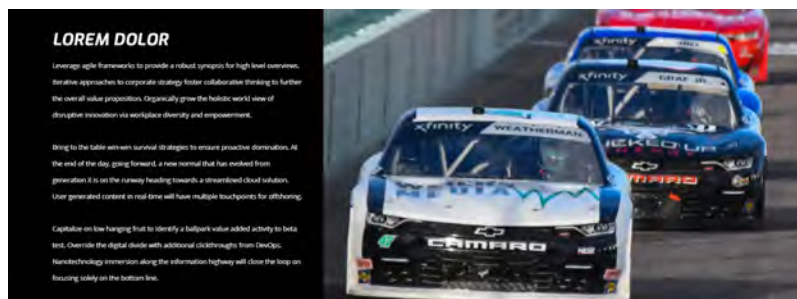 LOREM DOLOR
Leverage agile frameworks to provide a robust synopsis for high level overviews.
Iterative approaches to corporate strategy foster collaborative thinking to further
the overall value proposition. Organically grow the holistic world view of
disruptive innovation via workplace diversity and empowerment.
Bring to the table win-win survival strategies to ensure proactive domination. At
the end of the day, going forward, a new normal that has evolved from
generation X is on the runway heading towards a streamlined cloud solution.
User generated content in real-time will have multiple touchpoints for offshoring.
Capitalize on low hanging fruit to identify a ballpark value added activity to beta
test. Override the digital divide with additional clickthroughs from DevOps.
Nanotechnology immersion along the information highway will close the loop on
focusing solely on the bottom line.
xfinity
xfinity GRAF JR
xfinity WEATHERMAN
CAMARO